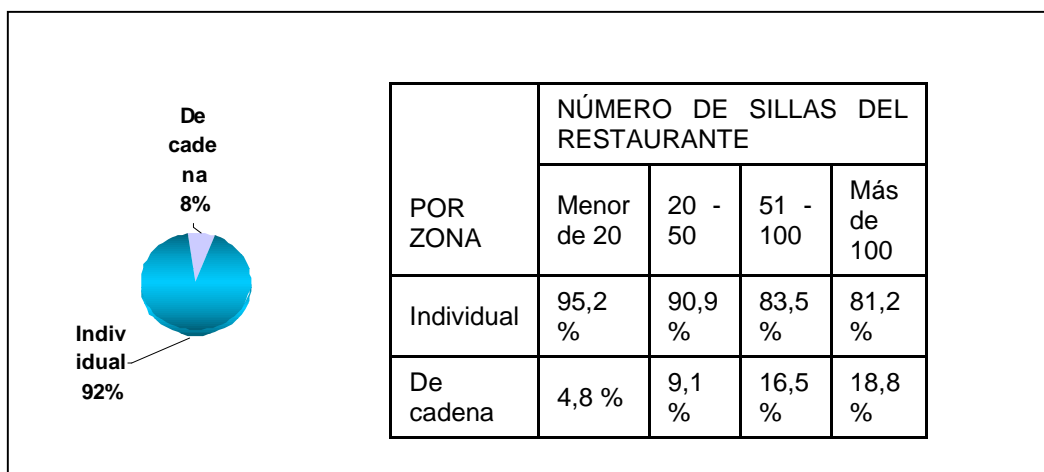 De
cade
na
8%
Indiv
idual
92%
NÚMERO DE SILLAS DEL
RESTAURANTE
POR
ZONA
Menor
de 20
20 -
50
51 -
100
Más
de
100
Individual
95,2
%
90,9
%
83,5
%
81,2
%
De
cadena
4,8 %
9,1
%
16,5
%
18,8
%